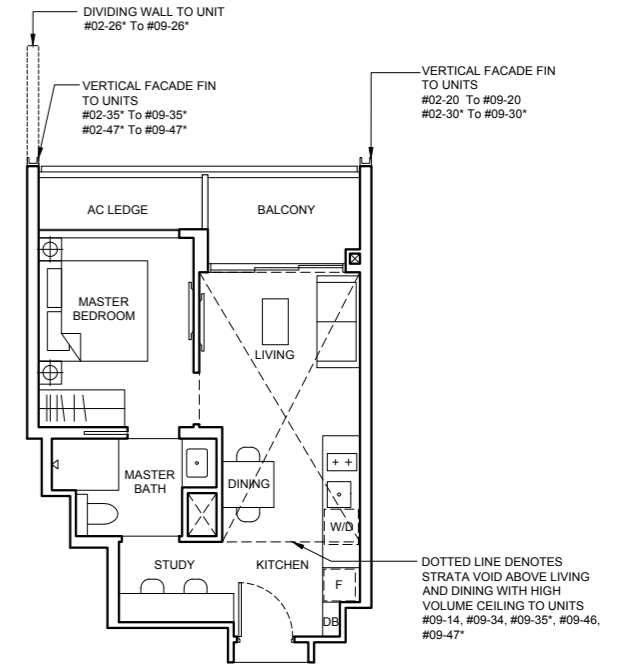 DIVIDING WALL TO UNIT
#02-26* To #09-26*
VERTICAL FACADE FIN
TO UNITS
#02-35* To #09-35*
#02-47* To #09-47*
VERTICAL FACADE FIN
TO UNITS
#02-20 To #09-20
#02-30* To #09-30*
AC LEDGE
BALCONY
MASTER
BEDROOM
LIVING
MASTER
BATH
DINING
W/D
STUDY
KITCHEN
F
DB
DOTTED LINE DENOTES
STRATA VOID ABOVE LIVING
AND DINING WITH HIGH
VOLUME CEILING TO UNITS
#09-14, #09-34, #09-35*, #09-46,
#09-47*